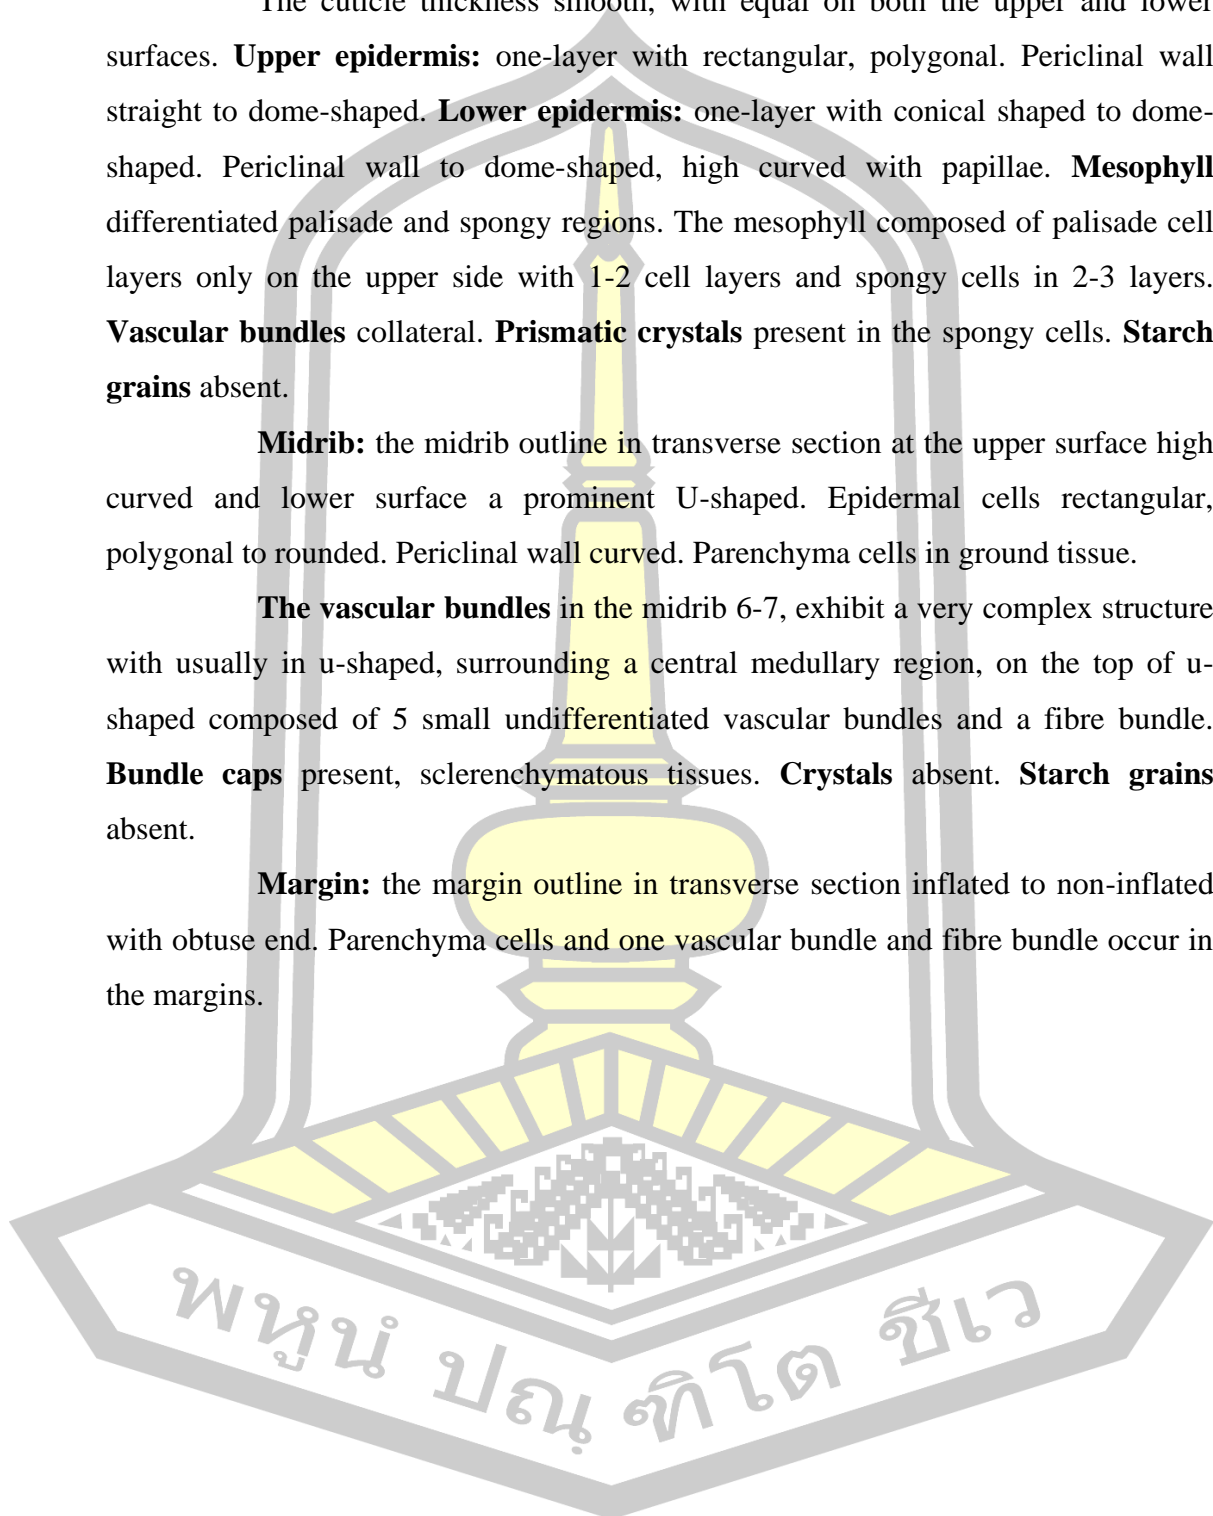 The cuticle thickness smooth, with equal on both the upper and lower
surfaces. Upper epidermis: one-layer with rectangular, polygonal. Periclinal wall
straight to dome-shaped. Lower epidermis: one-layer with conical shaped to dome-
shaped. Periclinal wall to dome-shaped, high curved with papillae. Mesophyll
differentiated palisade and spongy regions. The mesophyll composed of palisade cell
layers only on the upper side with 1-2 cell layers and spongy cells in 2-3 layers.
Vascular bundles collateral. Prismatic crystals present in the spongy cells. Starch
grains absent.
Midrib: the midrib outline in transverse section at the upper surface high
curved and lower surface a prominent U-shaped. Epidermal cells rectangular,
polygonal to rounded. Periclinal wall curved. Parenchyma cells in ground tissue.
The vascular bundles in the midrib 6-7, exhibit a very complex structure
with usually in u-shaped, surrounding a central medullary region, on the top of u-
shaped composed of 5 small undifferentiated vascular bundles and a fibre bundle.
Bundle caps present, sclerenchymatous tissues. Crystals absent. Starch grains
absent.
Margin: the margin outline in transverse section inflated to non-inflated
with obtuse end. Parenchyma cells and one vascular bundle and fibre bundle occur in
the margins.
พหูนํ ปณฺฑิโต ชีเว